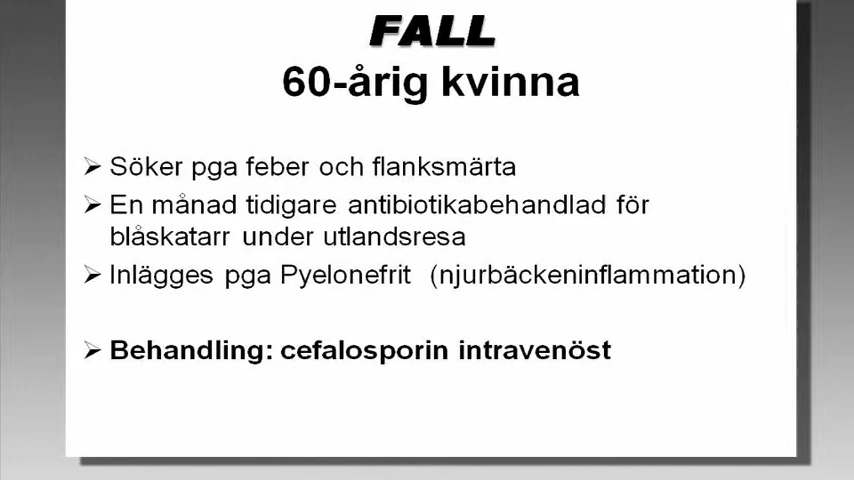 FALL
60-årig kvinna
➢ Söker pga feber och flanksmärta
➢ En månad tidigare antibiotikabehandlad för
blåskatarr under utlandsresa
➢ Inlägges pga Pyelonefrit (njurbäckeninflammation)
➢ Behandling: cefalosporin intravenöst